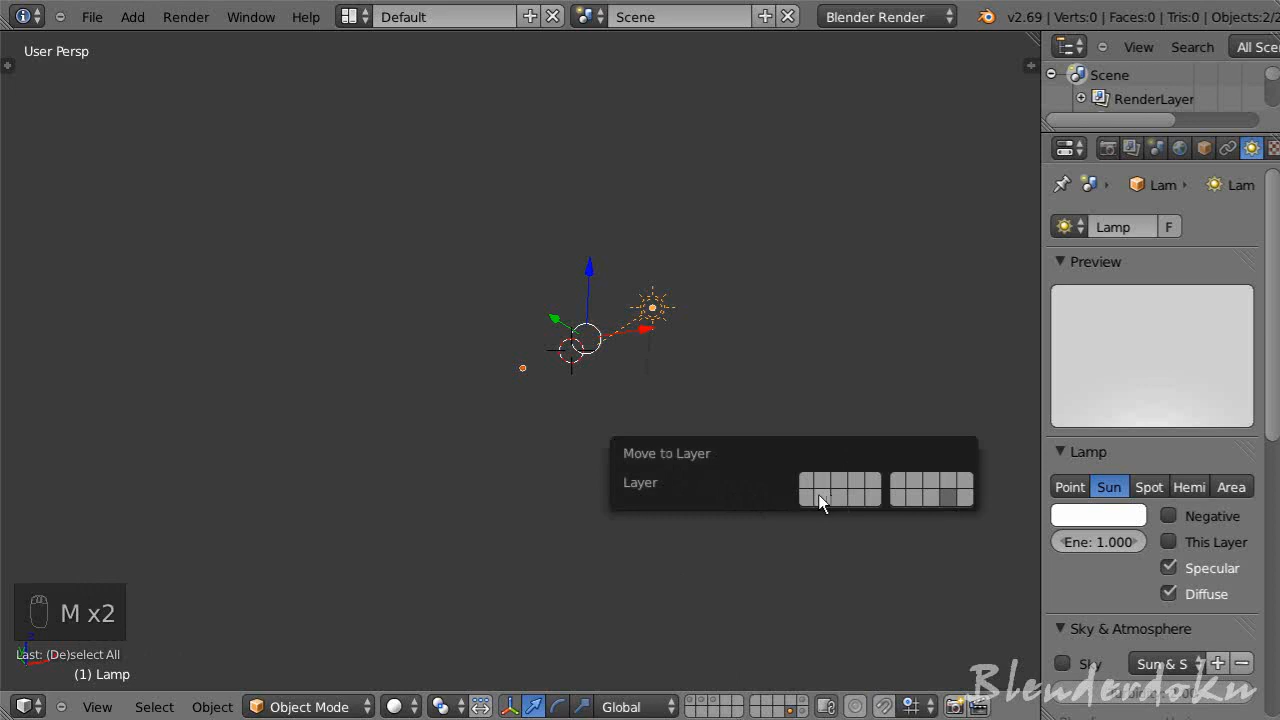 File Add Render Window Help Default Scene Blender Render v2.69 | Verts:0 | Faces:0 | Tris:0 | Objects:2/2
User Persp
View Search All Sce
Scene
RenderLayer
Lam Lam
Lamp F
Preview
Move to Layer
Layer
Lamp
Point Sun Spot Hemi Area
Negative
Ene: 1.000 This Layer
Specular
Diffuse
M x2
Sky & Atmosphere
Last: (De)select All
Sky Sun & S
(1) Lamp
Blenderdoku
View Select Object Object Mode Global